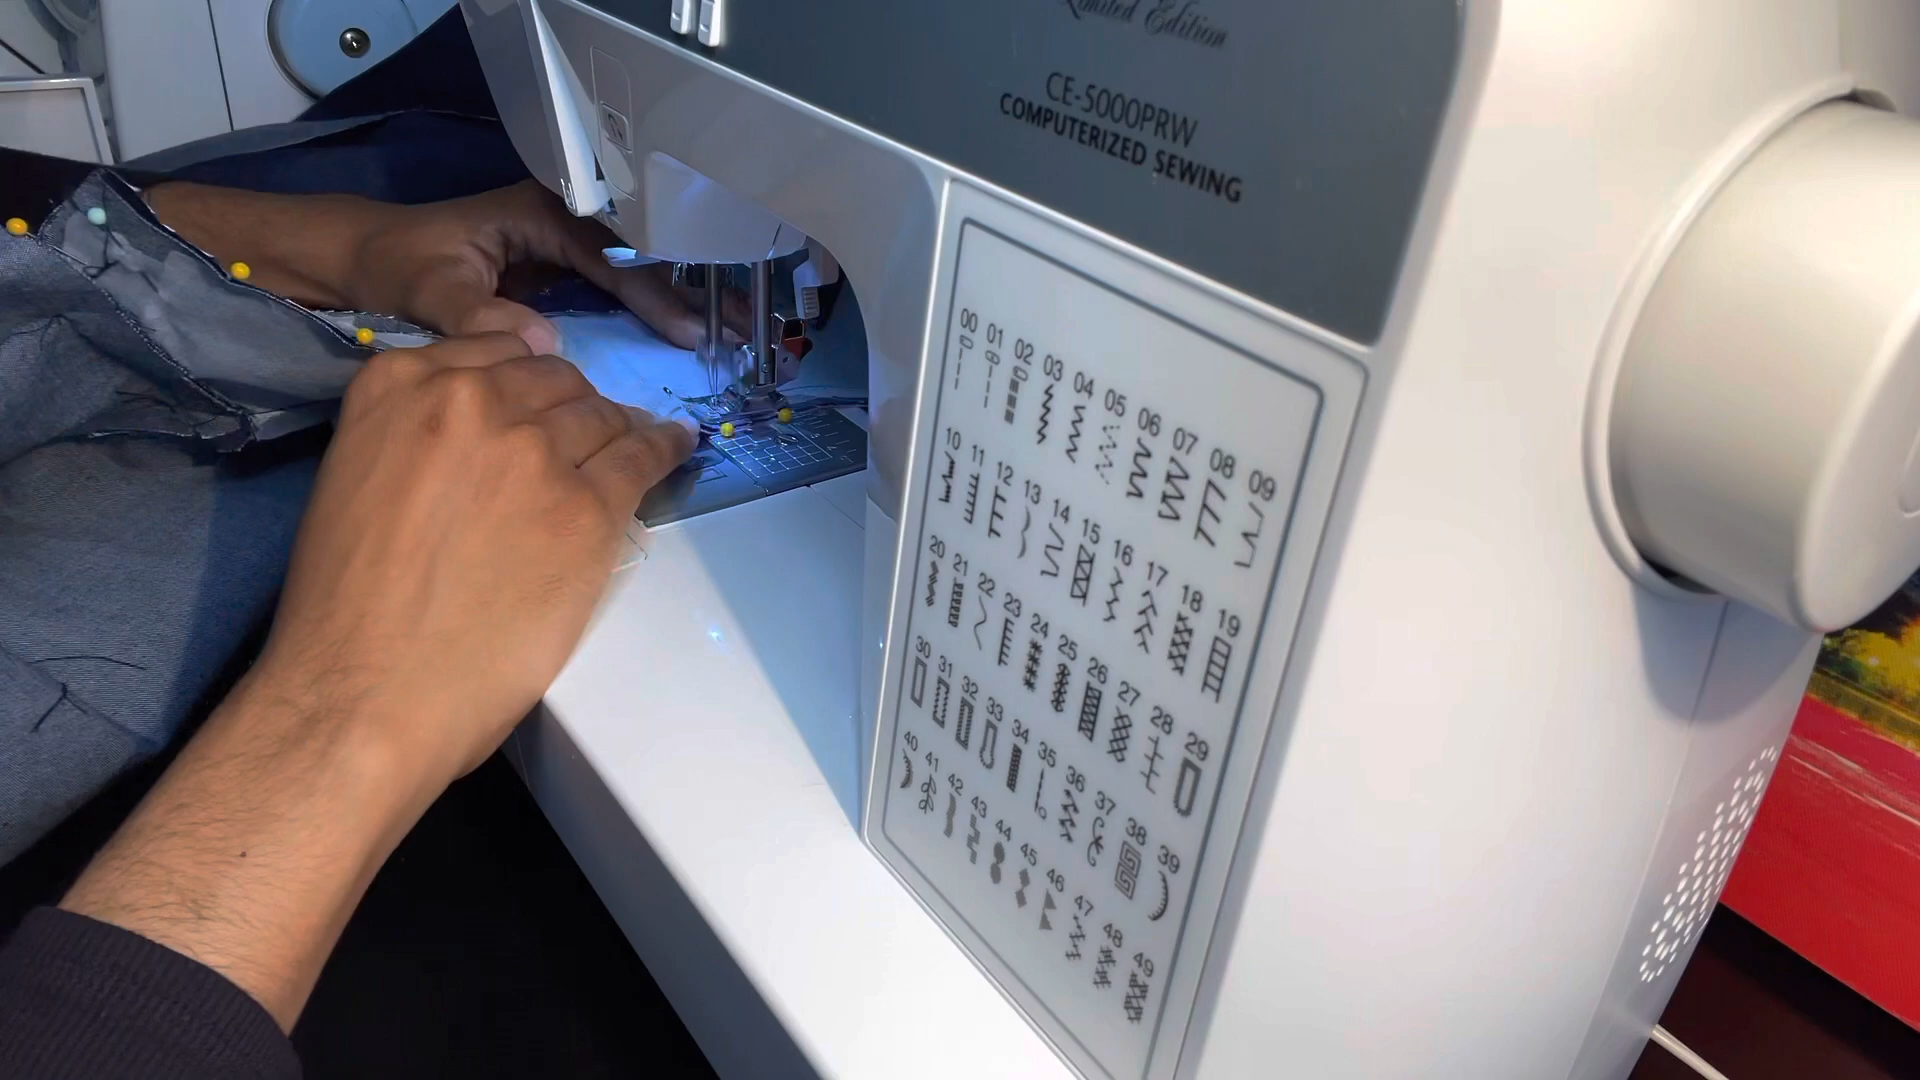 Limited Edition
CE-5000PRW
COMPUTERIZED SEWING
00 01 02 03 04 05 06 07 08 09
10 11 12 13 14 15 16 17 18 19
20 21 22 23 24 25 26 27 28 29
30 31 32 33 34 35 36 37 38 39
40 41 42 43 44 45 46 47 48 49